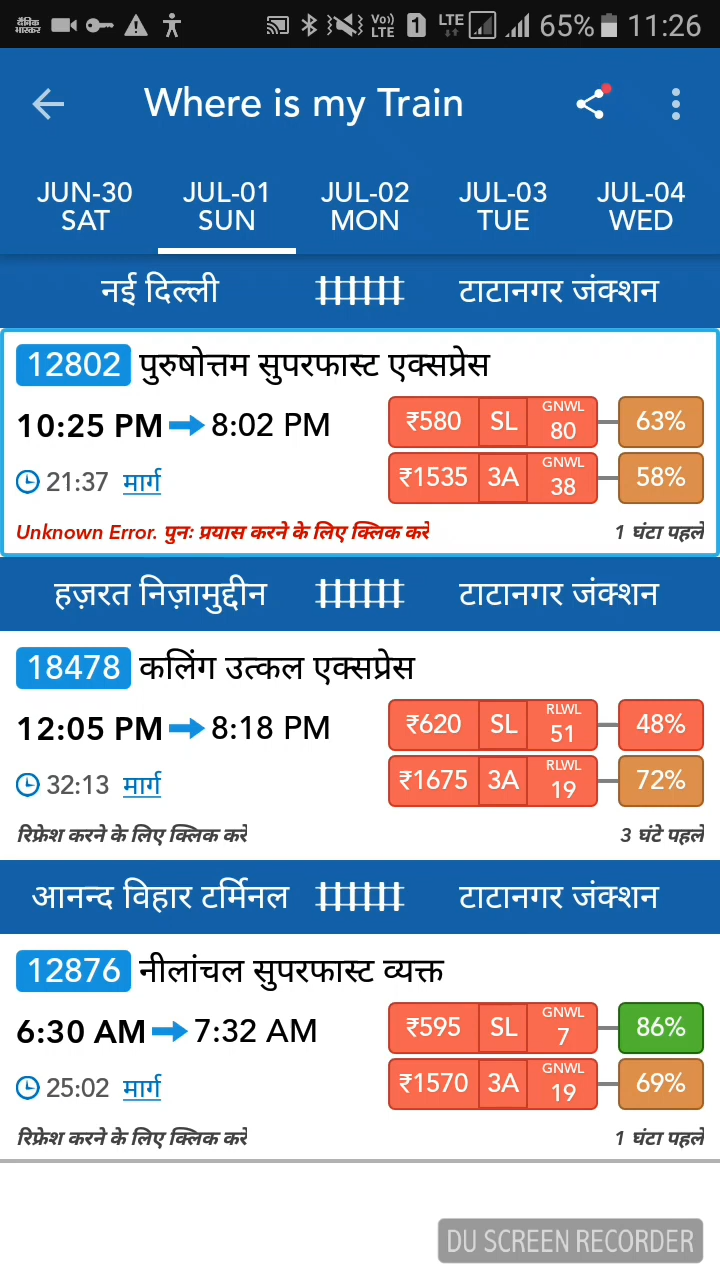 दैनिक भास्कर Vo)) LTE 1 LTE 65% 11:26
Where is my Train
JUN-30 JUL-01 JUL-02 JUL-03 JUL-04
SAT SUN MON TUE WED
नई दिल्ली टाटानगर जंक्शन
12802 पुरुषोत्तम सुपरफास्ट एक्सप्रेस
10:25 PM 8:02 PM ₹580 SL GNWL 80 63%
21:37 मार्ग ₹1535 3A GNWL 38 58%
Unknown Error. पुनः प्रयास करने के लिए क्लिक करें 1 घंटा पहले
हज़रत निज़ामुद्दीन टाटानगर जंक्शन
18478 कलिंग उत्कल एक्सप्रेस
12:05 PM 8:18 PM ₹620 SL RLWL 51 48%
32:13 मार्ग ₹1675 3A RLWL 19 72%
रिफ्रेश करने के लिए क्लिक करें 3 घंटे पहले
आनन्द विहार टर्मिनल टाटानगर जंक्शन
12876 नीलांचल सुपरफास्ट व्यक्त
6:30 AM 7:32 AM ₹595 SL GNWL 7 86%
25:02 मार्ग ₹1570 3A GNWL 19 69%
रिफ्रेश करने के लिए क्लिक करें 1 घंटा पहले
DU SCREEN RECORDER